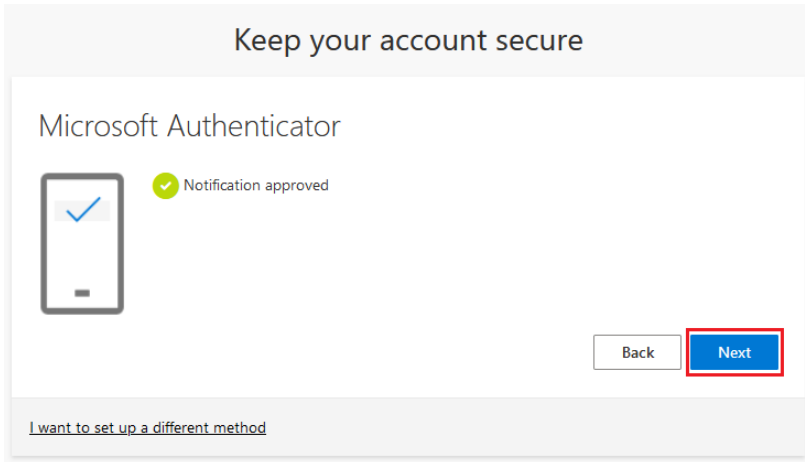 Keep your account secure
Microsoft Authenticator
Notification approved
Back
Next
I want to set up a different method